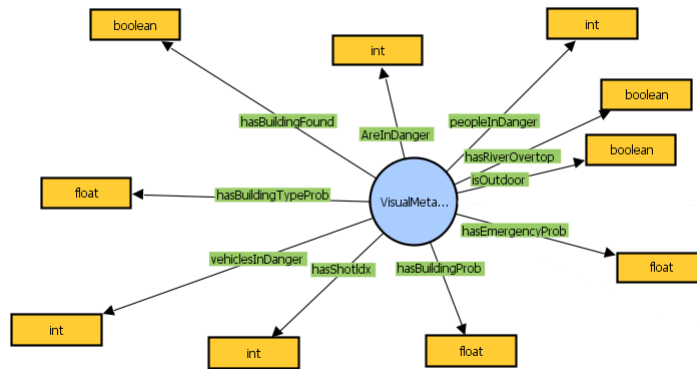 boolean
int
int
boolean
hasBuildingFound
peopleInDanger
AreInDanger
hasRiverOvertop
boolean
isOutdoor
float
hasBuildingTypeProb
VisualMeta...
hasEmergencyProb
vehiclesInDanger
hasShotIdx
hasBuildingProb
float
int
int
float